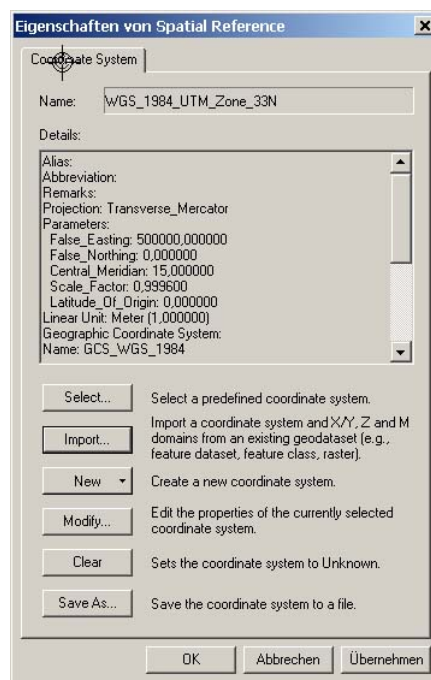 Eigenschaften von Spatial Reference
Coordinate System
Name: WGS_1984_UTM_Zone_33N
Details:
Alias:
Abbreviation:
Remarks:
Projection: Transverse_Mercator
Parameters:
False_Easting: 500000,000000
False_Northing: 0,000000
Central_Meridian: 15,000000
Scale_Factor: 0,999600
Latitude_Of_Origin: 0,000000
Linear Unit: Meter (1,000000)
Geographic Coordinate System:
Name: GCS_WGS_1984
Select... Select a predefined coordinate system.
Import... Import a coordinate system and X/Y, Z and M
domains from an existing geodataset (e.g.,
feature dataset, feature class, raster).
New Create a new coordinate system.
Modify... Edit the properties of the currently selected
coordinate system.
Clear Sets the coordinate system to Unknown.
Save As... Save the coordinate system to a file.
OK Abbrechen Übernehmen